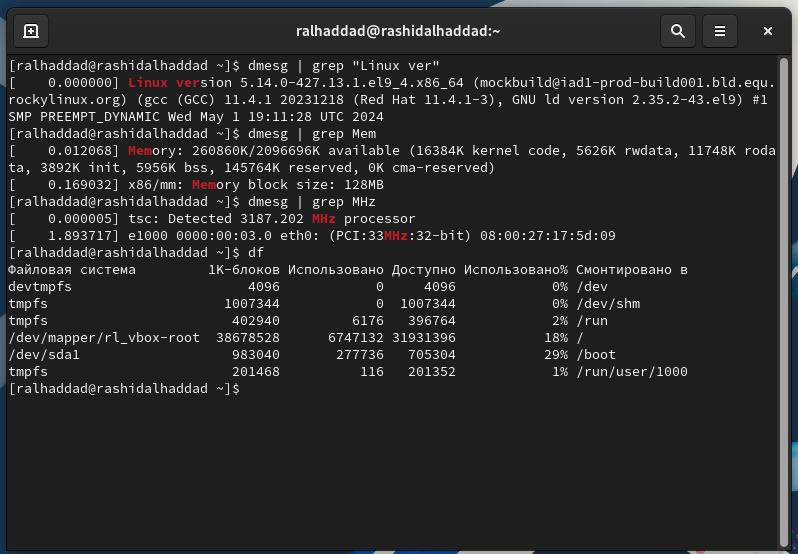 ralhaddad@rashidalhaddad:~
[ralhaddad@rashidalhaddad ~]$ dmesg | grep "Linux ver"
[    0.000000] Linux version 5.14.0-427.13.1.el9_4.x86_64 (mockbuild@iad1-prod-build001.bld.equ.
rockylinux.org) (gcc (GCC) 11.4.1 20231218 (Red Hat 11.4.1-3), GNU ld version 2.35.2-43.el9) #1
SMP PREEMPT_DYNAMIC Wed May 1 19:11:28 UTC 2024
[ralhaddad@rashidalhaddad ~]$ dmesg | grep Mem
[    0.012068] Memory: 260860K/2096696K available (16384K kernel code, 5626K rwdata, 11748K roda
ta, 3892K init, 5956K bss, 145764K reserved, 0K cma-reserved)
[    0.169032] x86/mm: Memory block size: 128MB
[ralhaddad@rashidalhaddad ~]$ dmesg | grep MHz
[    0.000005] tsc: Detected 3187.202 MHz processor
[    1.893717] e1000 0000:00:03.0 eth0: (PCI:33MHz:32-bit) 08:00:27:17:5d:09
[ralhaddad@rashidalhaddad ~]$ df
Файловая система         1K-блоков Использовано Доступно Использовано% Смонтировано в
devtmpfs                      4096            0     4096            0% /dev
tmpfs                      1007344            0  1007344            0% /dev/shm
tmpfs                       402940         6176   396764            2% /run
/dev/mapper/rl_vbox-root  38678528      6747132 31931396           18% /
/dev/sda1                   983040       277736   705304           29% /boot
tmpfs                       201468          116   201352            1% /run/user/1000
[ralhaddad@rashidalhaddad ~]$